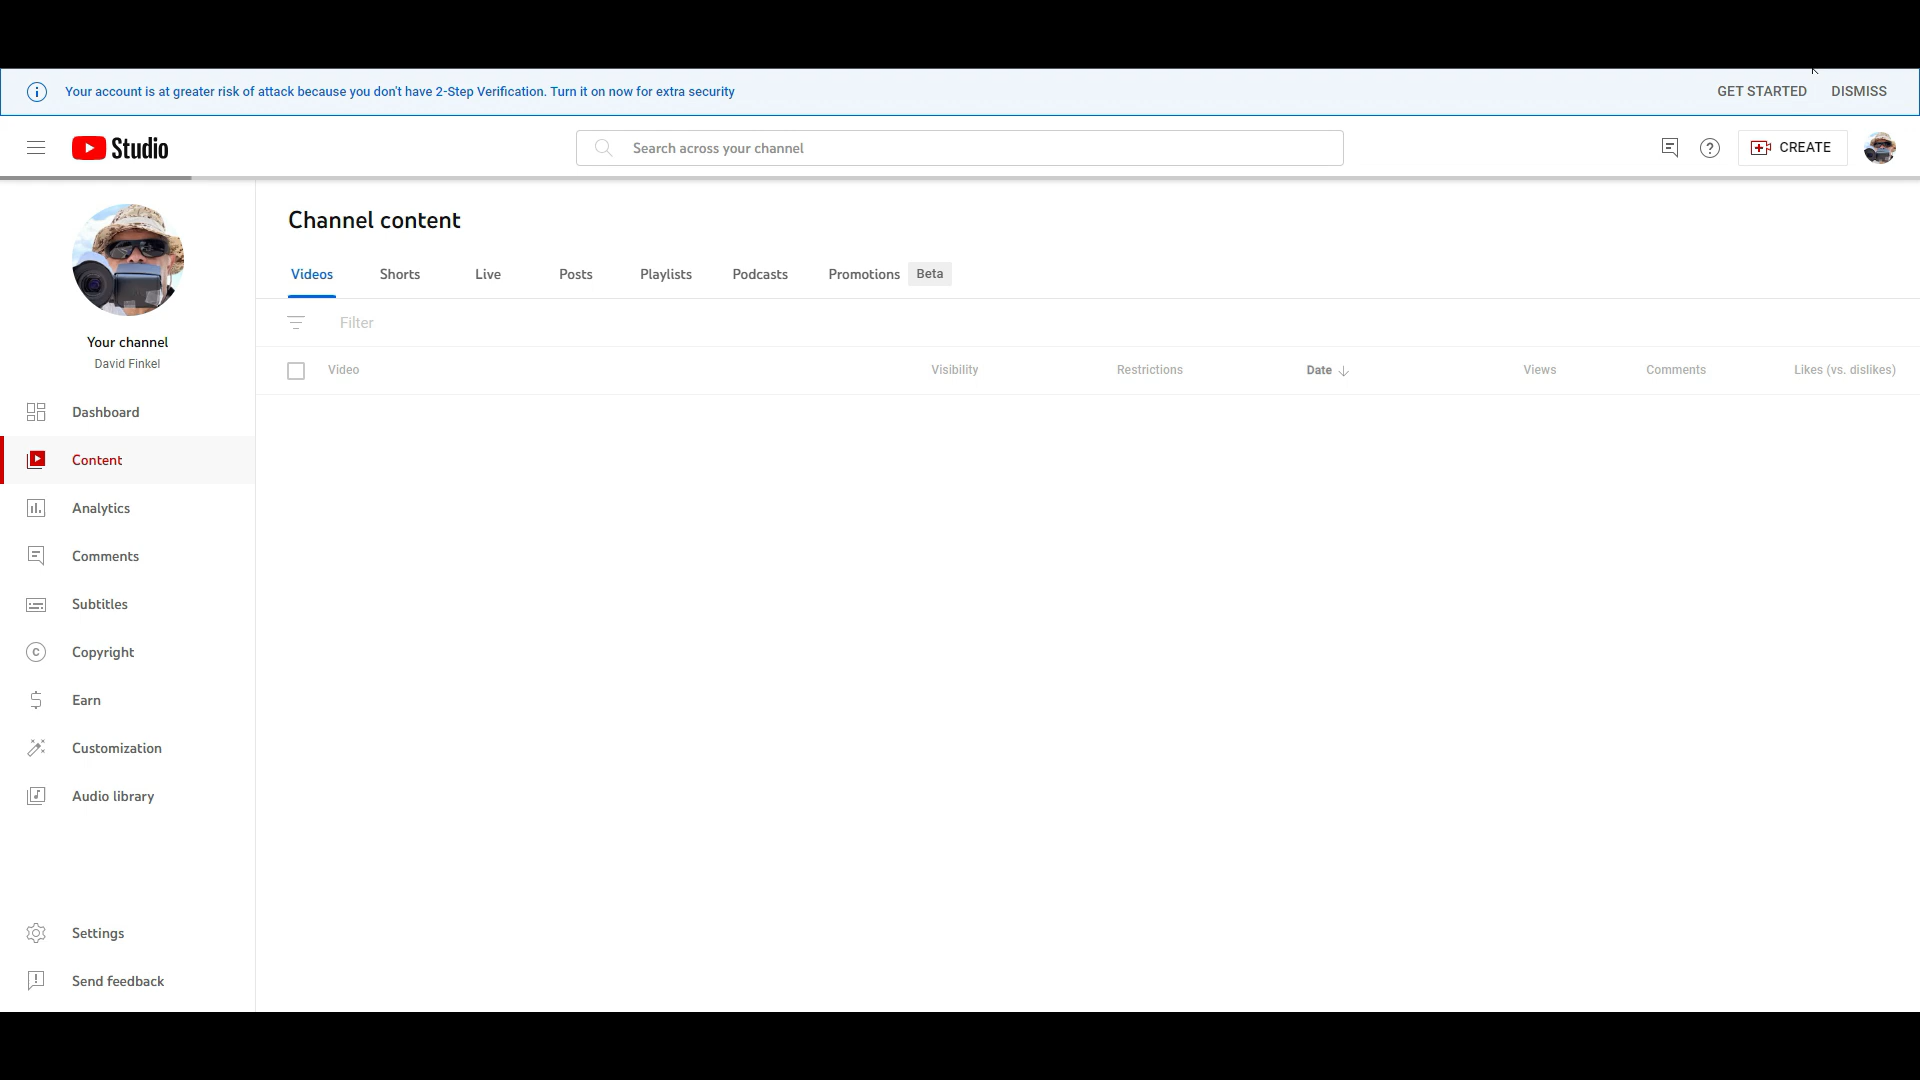 Your account is at greater risk of attack because you don't have 2-Step Verification. Turn it on now for extra security
GET STARTED
DISMISS
Studio
Search across your channel
CREATE
Your channel
David Finkel
Dashboard
Content
Analytics
Comments
Subtitles
Copyright
Earn
Customization
Audio library
Settings
Send feedback
Channel content
Videos Shorts Live Posts Playlists Podcasts Promotions Beta
Filter
Video Visibility Restrictions Date Views Comments Likes (vs. dislikes)